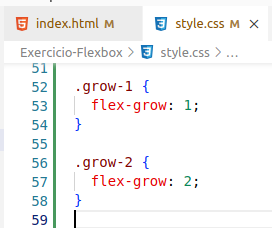 index.html M
style.css M ×
Exercicio-Flexbox > style.css > ...
51
52 .grow-1 {
53 flex-grow: 1;
54 }
55
56 .grow-2 {
57 flex-grow: 2;
58 }
59